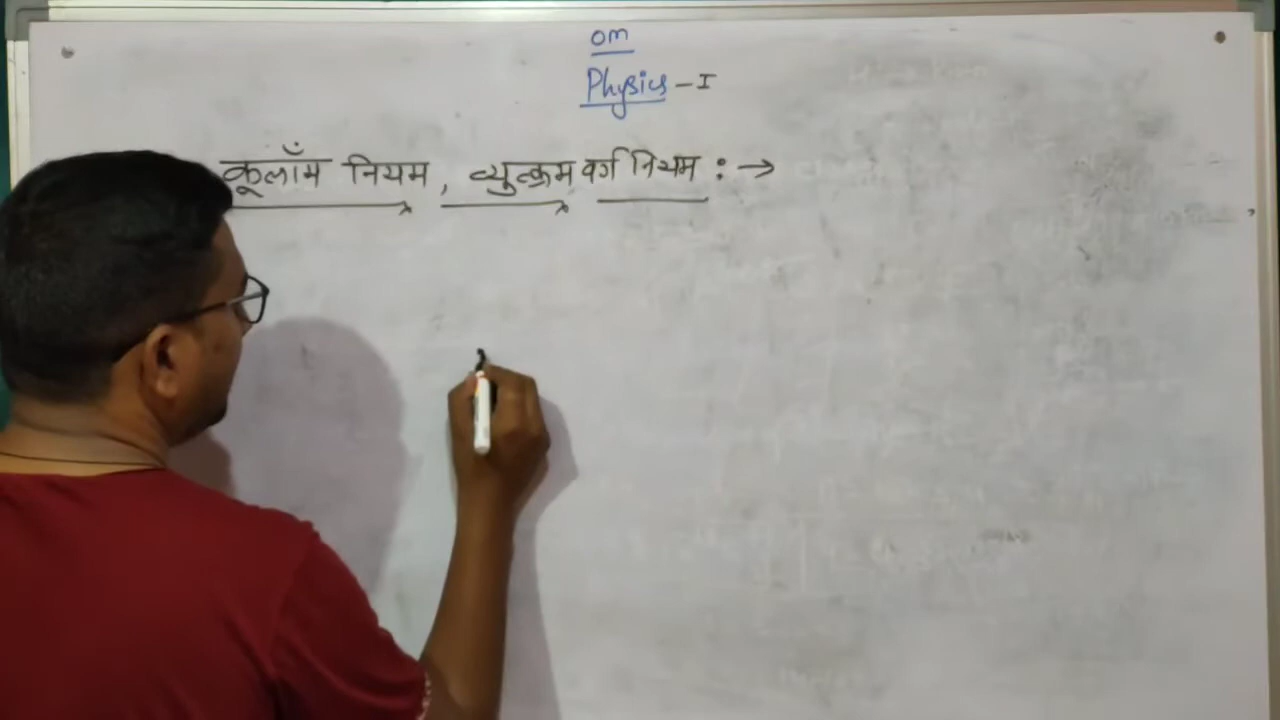 om
Physics - I
कूलॉम नियम, व्युत्क्रम वर्ग नियम :→